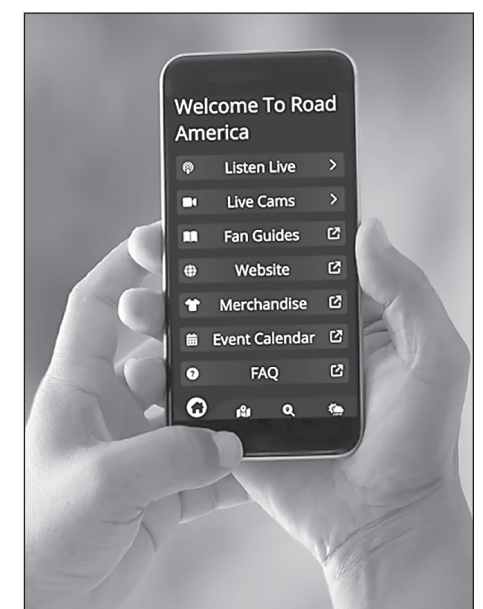 Welcome To Road
America
Listen Live
Live Cams
Fan Guides
Website
Merchandise
Event Calendar
FAQ